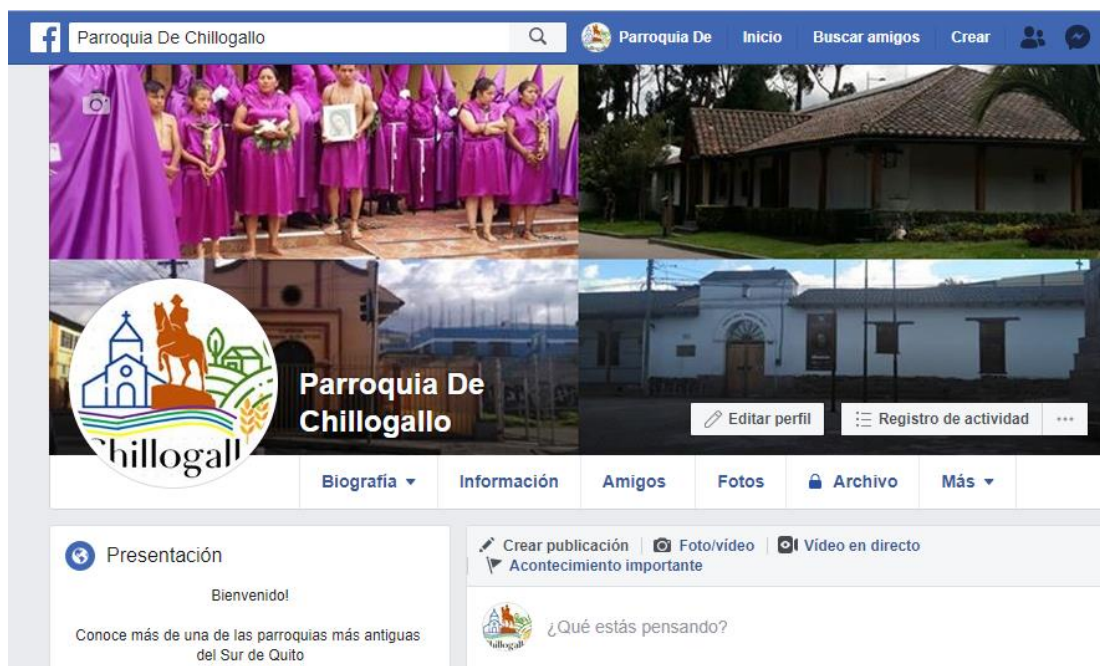 Parroquia De Chillogallo
Parroquia De Inicio Buscar amigos Crear
Parroquia De
Chillogallo
Editar perfil
Registro de actividad
hillogall
Biografía Información Amigos Fotos Archivo Más
Presentación
Bienvenido!
Conoce más de una de las parroquias más antiguas
del Sur de Quito
Crear publicación Foto/vídeo Vídeo en directo
Acontecimiento importante
¿Qué estás pensando?